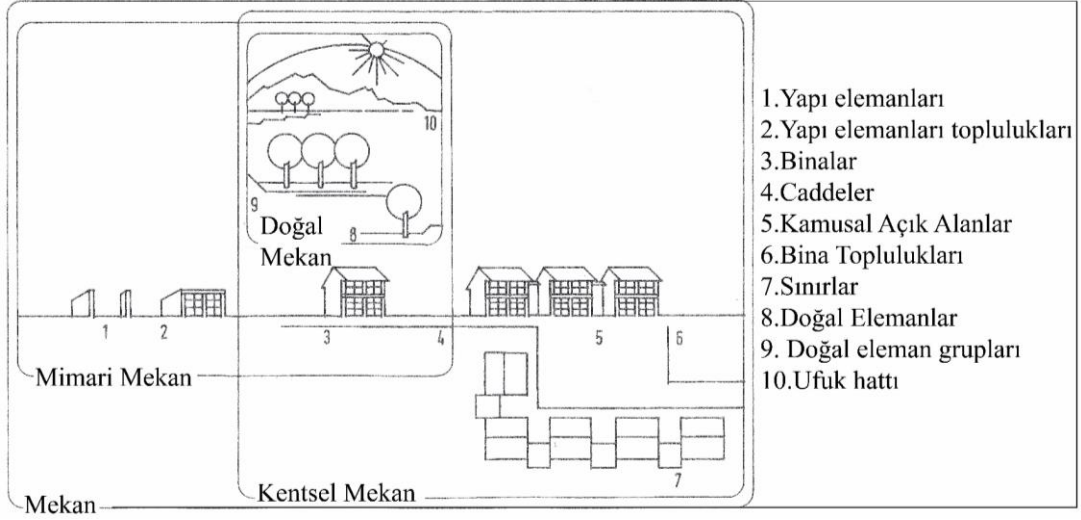 10
9
Doğal
Mekan
8
1
2
3
4
5
6
Mimari Mekan
7
Kentsel Mekan
Mekan
1.Yapı elemanları
2.Yapı elemanları toplulukları
3.Binalar
4.Caddeler
5.Kamusal Açık Alanlar
6.Bina Toplulukları
7.Sınırlar
8.Doğal Elemanlar
9. Doğal eleman grupları
10.Ufuk hattı